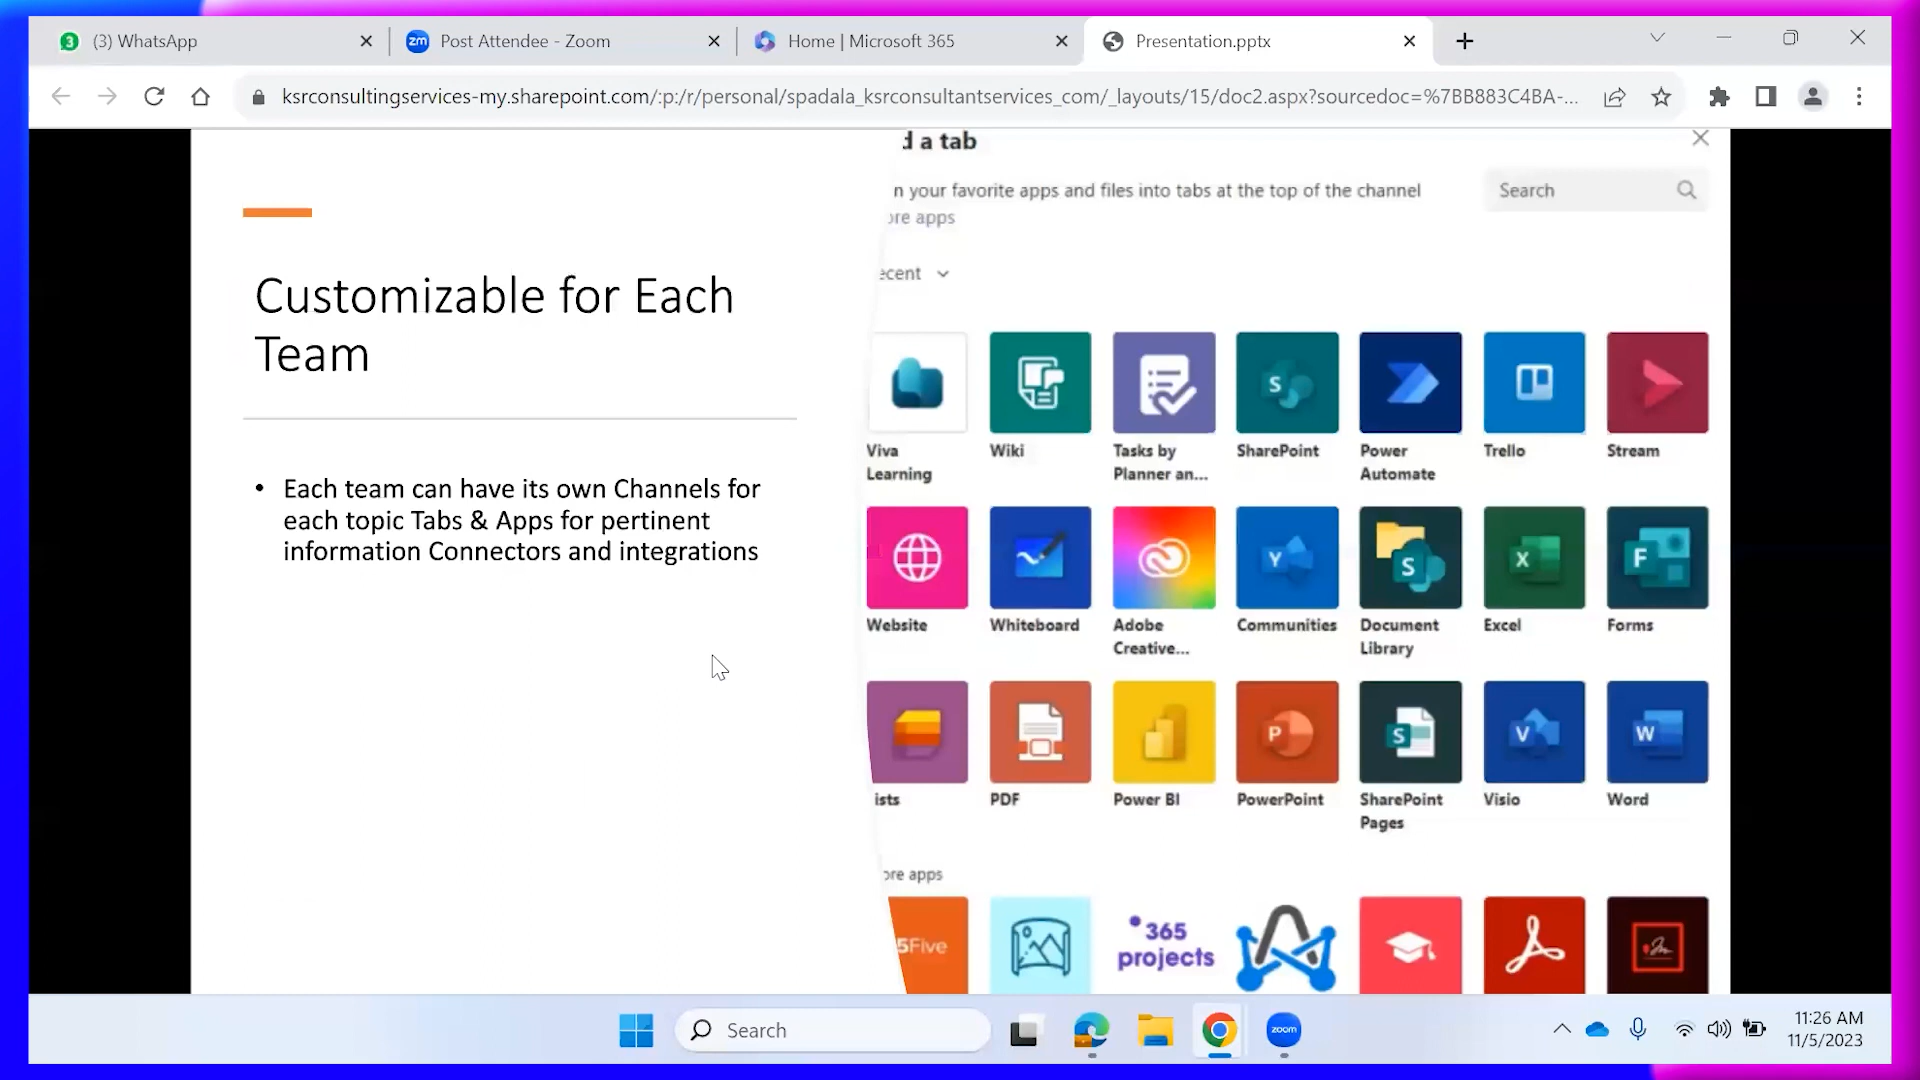 3
(3) WhatsApp
zm
Post Attendee - Zoom
Home | Microsoft 365
Presentation.pptx
ksrconsultingservices-my.sharepoint.com/:p:/r/personal/spadala_ksrconsultantservices_com/_layouts/15/doc2.aspx?sourcedoc=%7BB883C4BA-...
Customizable for Each
Team
• Each team can have its own Channels for
each topic Tabs & Apps for pertinent
information Connectors and integrations
d a tab
n your favorite apps and files into tabs at the top of the channel
ore apps
Search
ecent
S
Viva
Learning
Wiki
Tasks by
Planner an...
SharePoint
Power
Automate
Trello
Stream
Y
S
X
F
Website
Whiteboard
Adobe
Creative...
Communities
Document
Library
Excel
Forms
P
S
V
W
ists
PDF
Power BI
PowerPoint
SharePoint
Pages
Visio
Word
ore apps
5Five
365
projects
Search
zoom
11:26 AM
11/5/2023